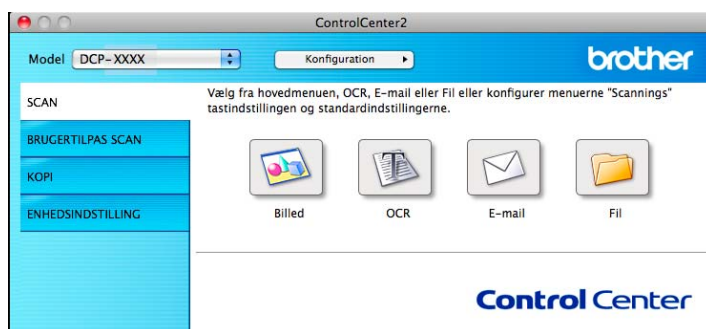 ControlCenter2
Model DCP-XXXX Konfiguration brother
SCAN
Vælg fra hovedmenuen, OCR, E-mail eller Fil eller konfigurer menuerne "Scannings"
tastindstillingen og standardindstillingerne.
BRUGERTILPAS SCAN
KOPI
ENHEDSINDSTILLING
Billed OCR E-mail Fil
Control Center